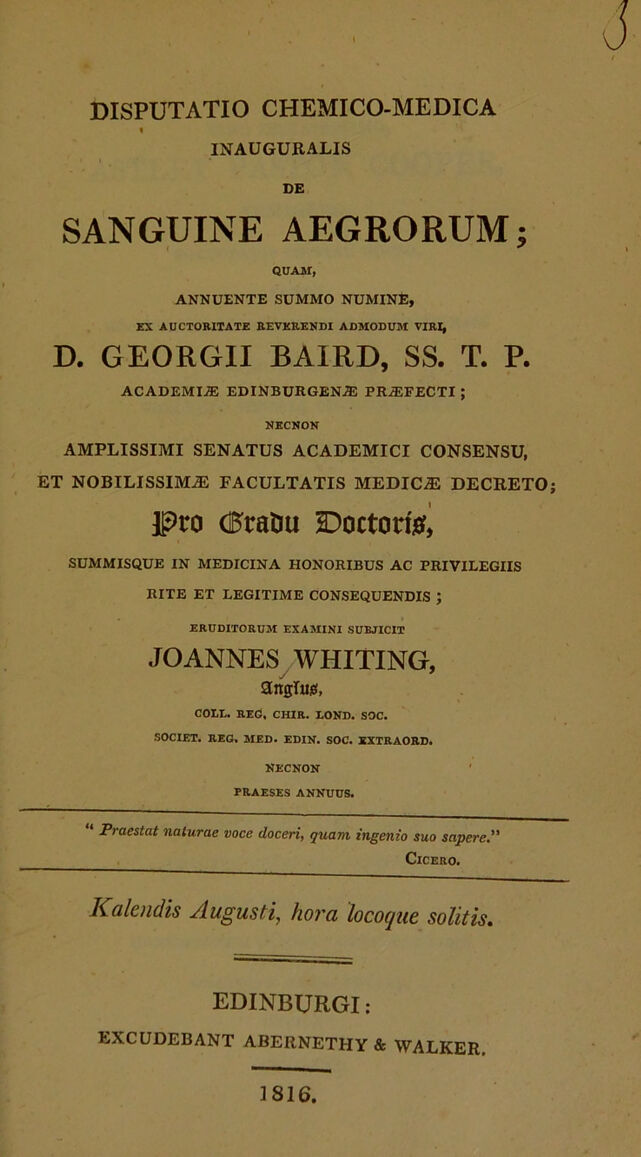 3
DISPUTATIO CHEMICO-MEDICA
INAUGURALIS
DE
SANGUINE AEGRORUM;
QUAM,
ANNUENTE SUMMO NUMINE,
EX AUCTORITATE REVERENDI ADMODUM VIRI,
D. GEORGII BAIRD, SS. T. P.
ACADEMIÆ EDINBURGENÆ PRÆFECTI;
NECNON
AMPLISSIMI SENATUS ACADEMICI CONSENSU,
ET NOBILISSIMÆ FACULTATIS MEDICÆ DECRETO;
Pro Gradu Doctoris,
SUMMISQUE IN MEDICINA HONORIBUS AC PRIVILEGIIS
RITE ET LEGITIME CONSEQUENDIS;
ERUDITORUM EXAMINI SUBJICIT
JOANNES WHITING,
Anglus,
COLL. REG. CHIR. LOND. SOC.
SOCIET. REG. MED. EDIN. SOC. EXTRAORD.
NECNON
PRAESES ANNUUS.
“ Praestat naturae voce doceri, quam ingenio suo sapere.”
CICERO.
Kalendis Augusti, hora locoque solitis.
EDINBURGI:
EXCUDEBANT ABERNETHY & WALKER.
1816.